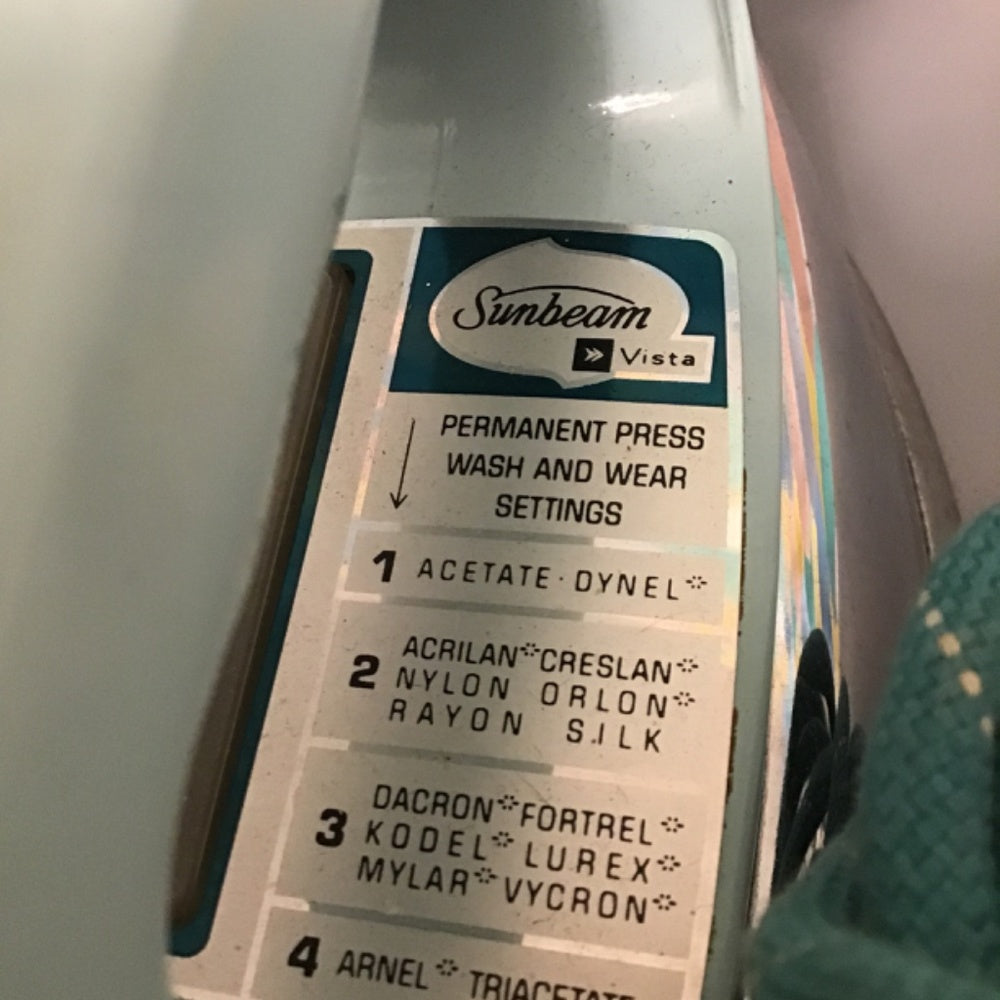 Sunbeam
Vista
PERMANENT PRESS
WASH AND WEAR
SETTINGS
1 ACETATE · DYNEL*
2 ACRILAN* CRESLAN*
NYLON ORLON*
RAYON SILK
3 DACRON* FORTREL*
KODEL* LUREX*
MYLAR* VYCRON*
4 ARNEL* TRIACETATE